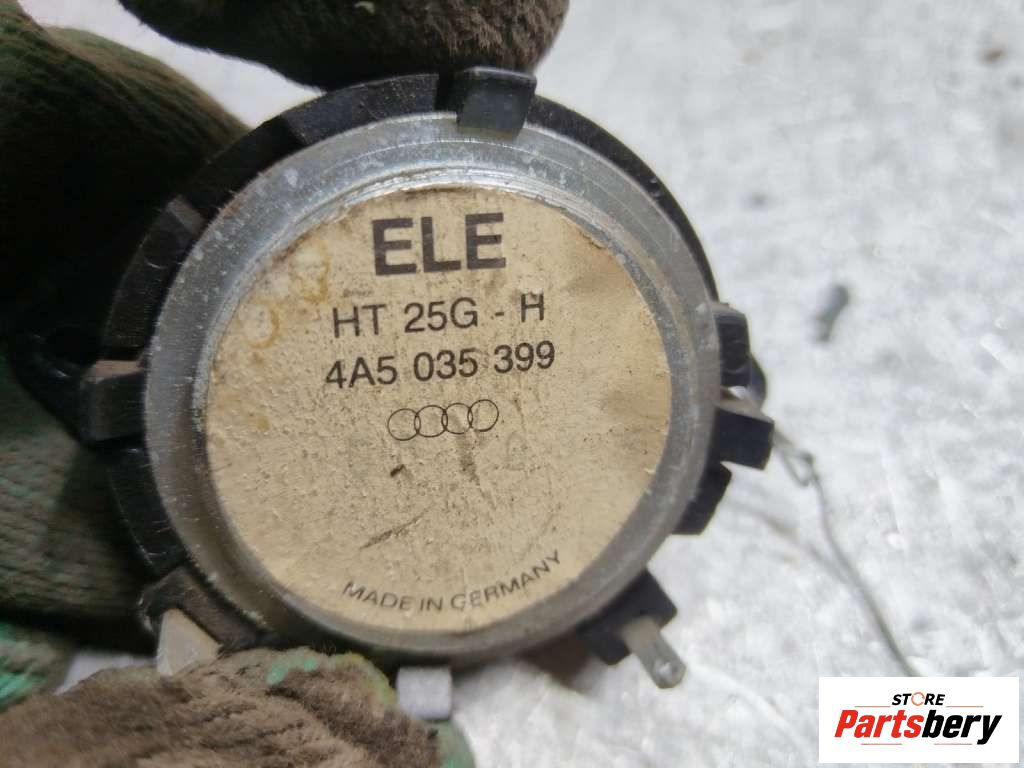 ELE
HT 25G - H
4A5 035 399
MADE IN GERMANY
STORE
Partsbery